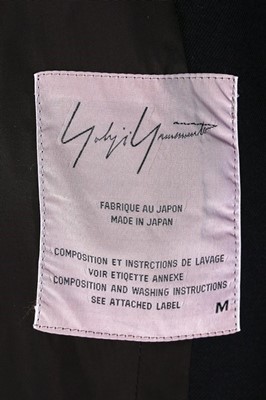 Yohji Yamamoto
FABRIQUE AU JAPON
MADE IN JAPAN
COMPOSITION ET INSTRCTIONS DE LAVAGE
VOIR ETIQETTE ANNEXE
COMPOSITION AND WASHING INSTRUCTIONS
SEE ATTACHED LABEL M